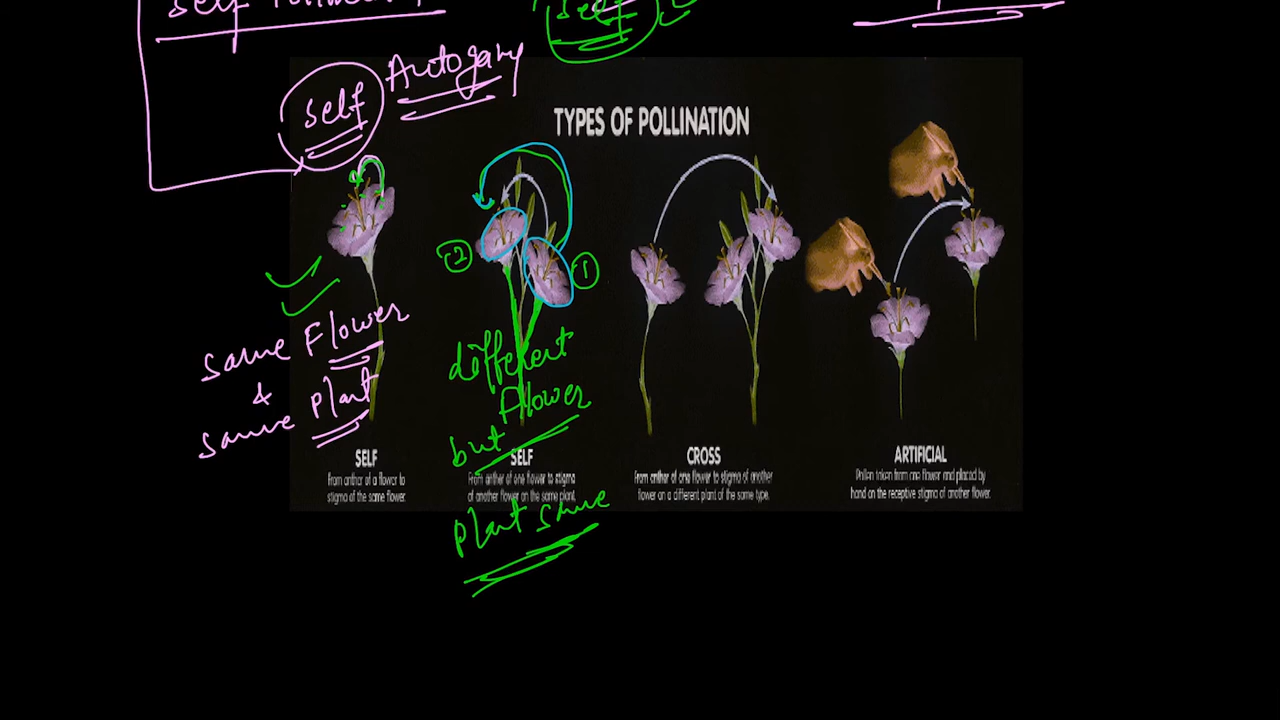 self
self Autogamy
TYPES OF POLLINATION
2
1
same Flower
&
same plant
different
flower
but
plant same
SELF
From anther of a flower to
stigma of the same flower.
SELF
From anther of one flower to stigma
of another flower on the same plant.
CROSS
From anther of one flower to stigma of another
flower on a different plant of the same type.
ARTIFICIAL
Pollen taken from one flower and placed by
hand on the receptive stigma of another flower.